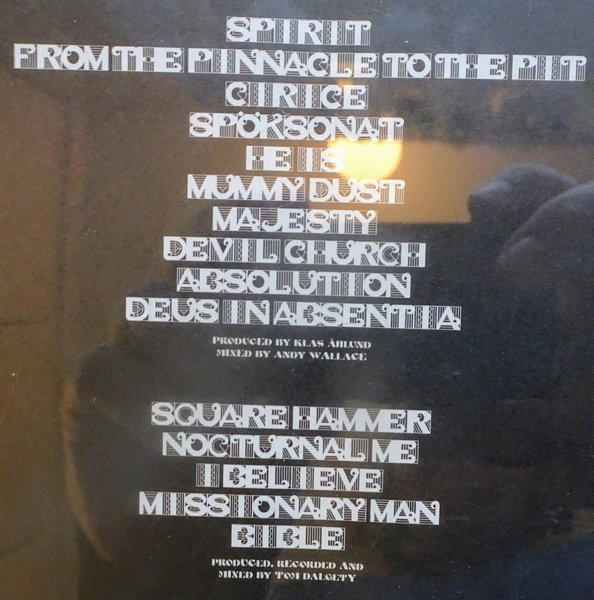 SPIRIT
FROM THE PINNACLE TO THE PIT
CIRICE
SPÖKSONAT
HE IS
MUMMY DUST
MAJESTY
DEVIL CHURCH
ABSOLUTION
DEUS IN ABSENTIA
PRODUCED BY KLAS ÅHLUND
MIXED BY ANDY WALLACE
SQUARE HAMMER
NOCTURNAL ME
I BELIEVE
MISSIONARY MAN
BIBLE
PRODUCED, RECORDED AND
MIXED BY TOM DALGETY